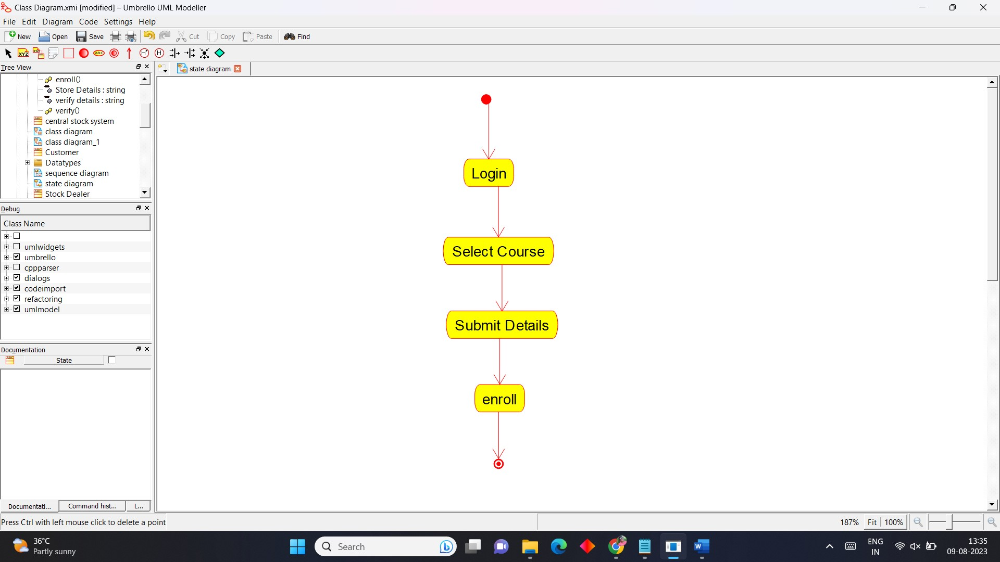 Class Diagram.xmi [modified] – Umbrello UML Modeller
File Edit Diagram Code Settings Help
New Open Save Cut Copy Paste Find
XYZ ABC H* H
Tree View
state diagram
enroll()
Store Details : string
verify details : string
verify()
central stock system
class diagram
class diagram_1
Customer
Datatypes
sequence diagram
state diagram
Stock Dealer
Debug
Class Name
umlwidgets
umbrello
cppparser
dialogs
codeimport
refactoring
umlmodel
Documentation
State
Documentati... Command hist... L...
Login
Select Course
Submit Details
enroll
Press Ctrl with left mouse click to delete a point
187% Fit 100%
36°C
Partly sunny
Search
ENG
IN
13:35
09-08-2023